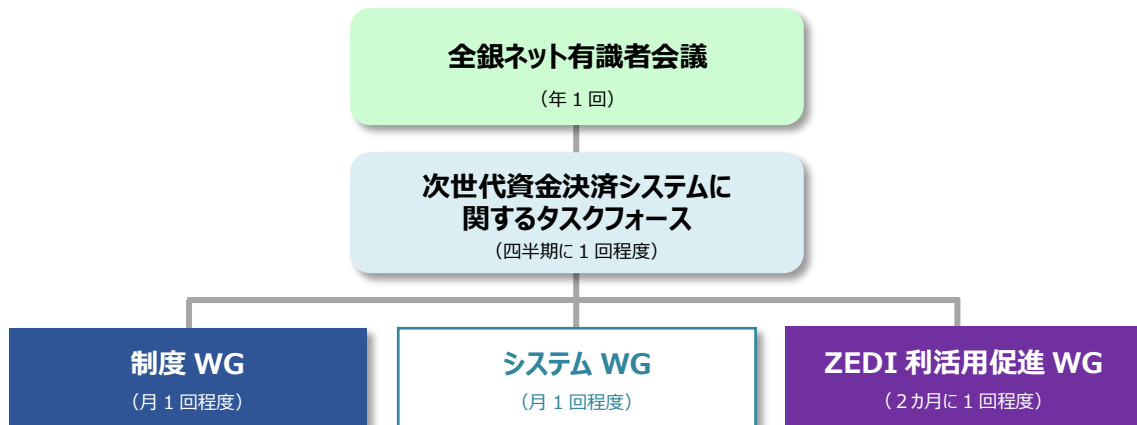 全銀ネット有識者会議
（年 1 回）
次世代資金決済システムに
関するタスクフォース
（四半期に 1 回程度）
制度 WG
（月 1 回程度）
システム WG
（月 1 回程度）
ZEDI 利活用促進 WG
（２カ月に 1 回程度）